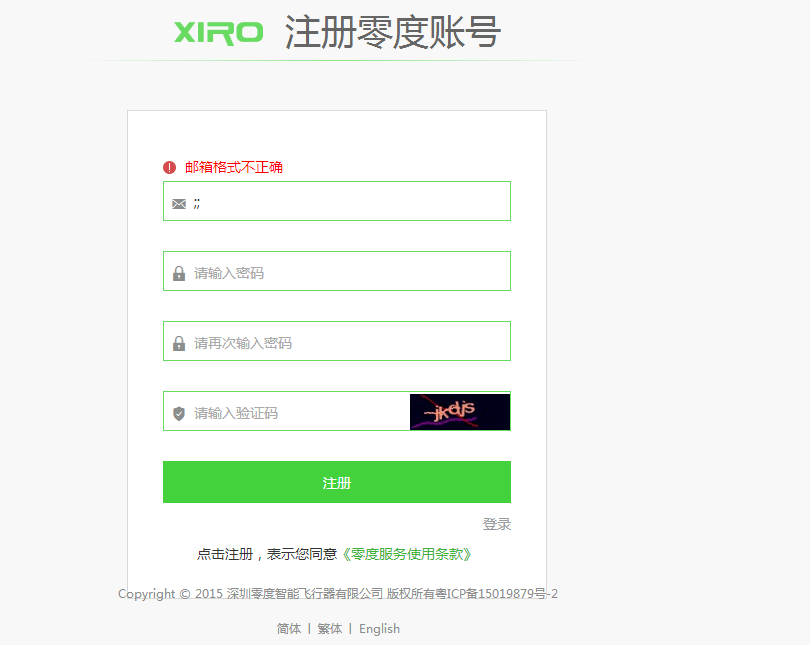 XIRO 注册零度账号
邮箱格式不正确
;;
请输入密码
请再次输入密码
请输入验证码
注册
登录
点击注册，表示您同意《零度服务使用条款》
Copyright © 2015 深圳零度智能飞行器有限公司 版权所有粤ICP备15019879号-2
简体 | 繁体 | English